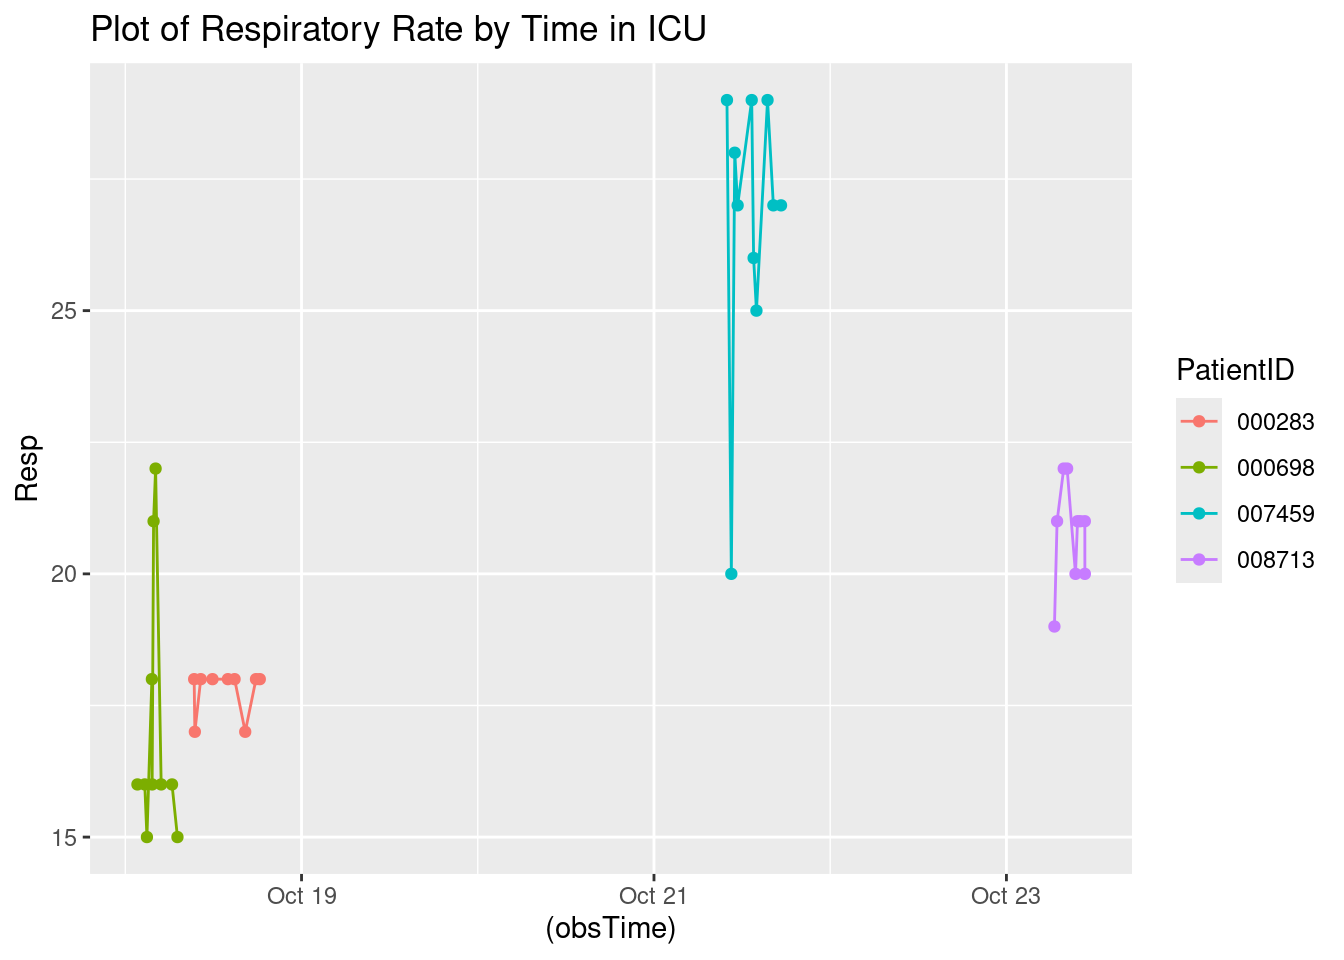 Plot of Respiratory Rate by Time in ICU
Resp
25
20
15
Oct 19
Oct 21
Oct 23
(obsTime)
PatientID
000283
000698
007459
008713